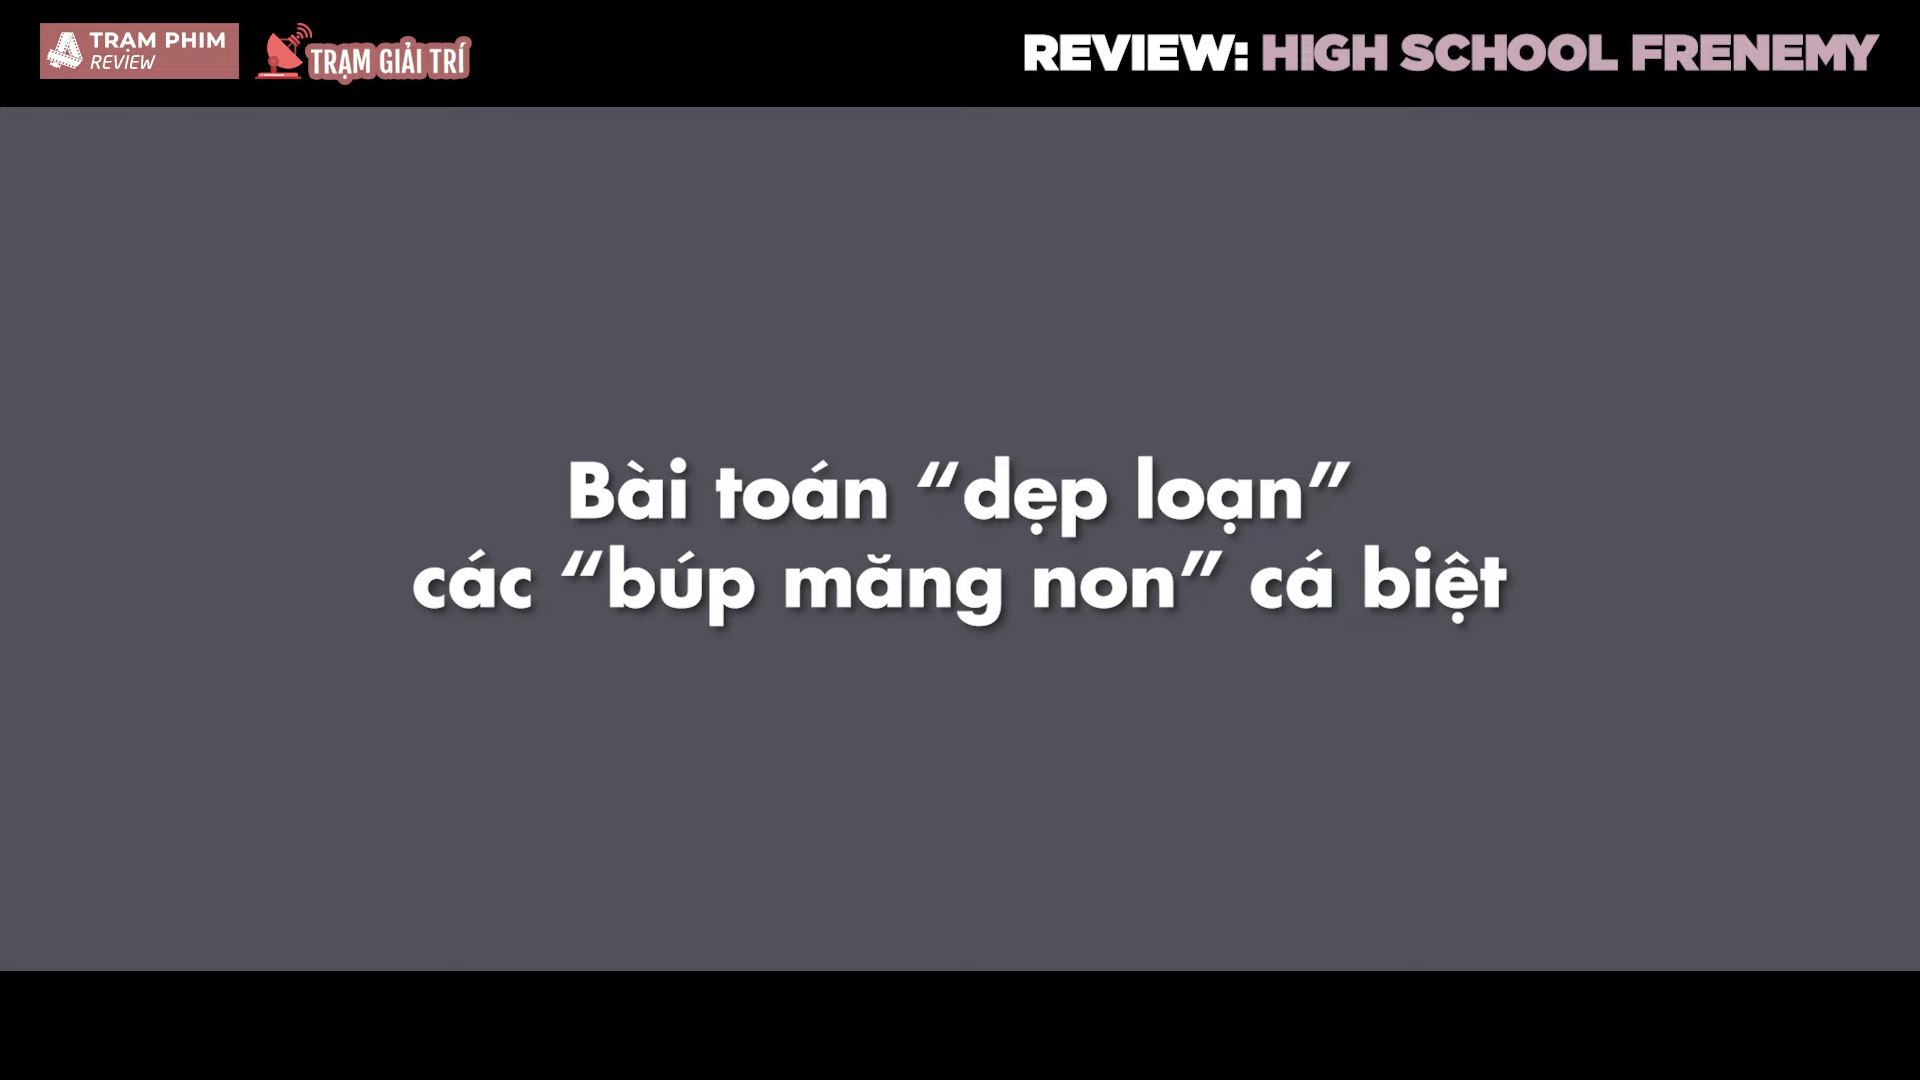 TRẠM PHIM
REVIEW
TRẠM GIẢI TRÍ
REVIEW: HIGH SCHOOL FRENEMY
Bài toán “dẹp loạn”
các “búp măng non” cá biệt